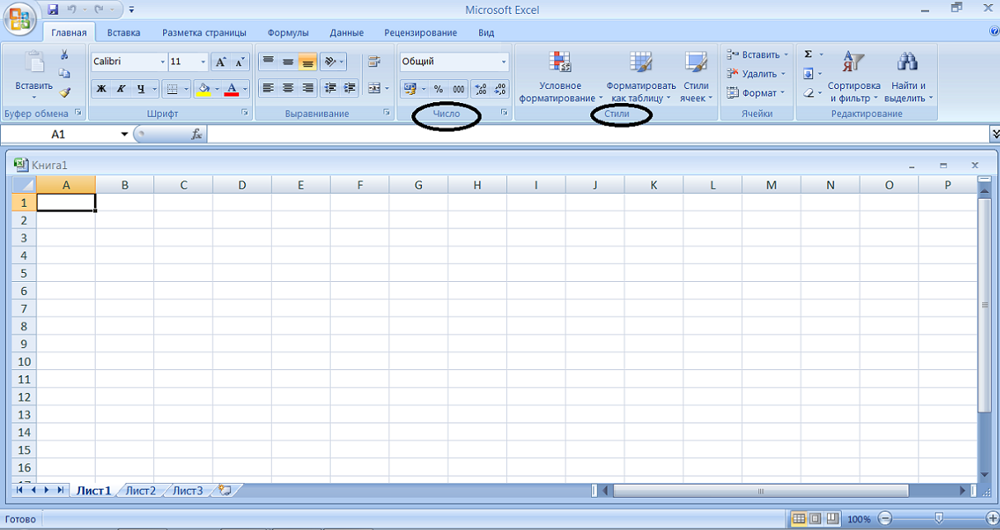 Microsoft Excel
Главная Вставка Разметка страницы Формулы Данные Рецензирование Вид
Вставить
Буфер обмена
Calibri 11
Ж К Ч
Шрифт
Выравнивание
Общий
% 000
Число
Условное форматирование
Форматировать как таблицу
Стили ячеек
Стили
Вставить
Удалить
Формат
Ячейки
Σ
Сортировка и фильтр
Найти и выделить
Редактирование
A1 fx
Книга1
A B C D E F G H I J K L M N O P
1
2
3
4
5
6
7
8
9
10
11
12
13
14
15
16
Лист1 Лист2 Лист3
Готово 100%